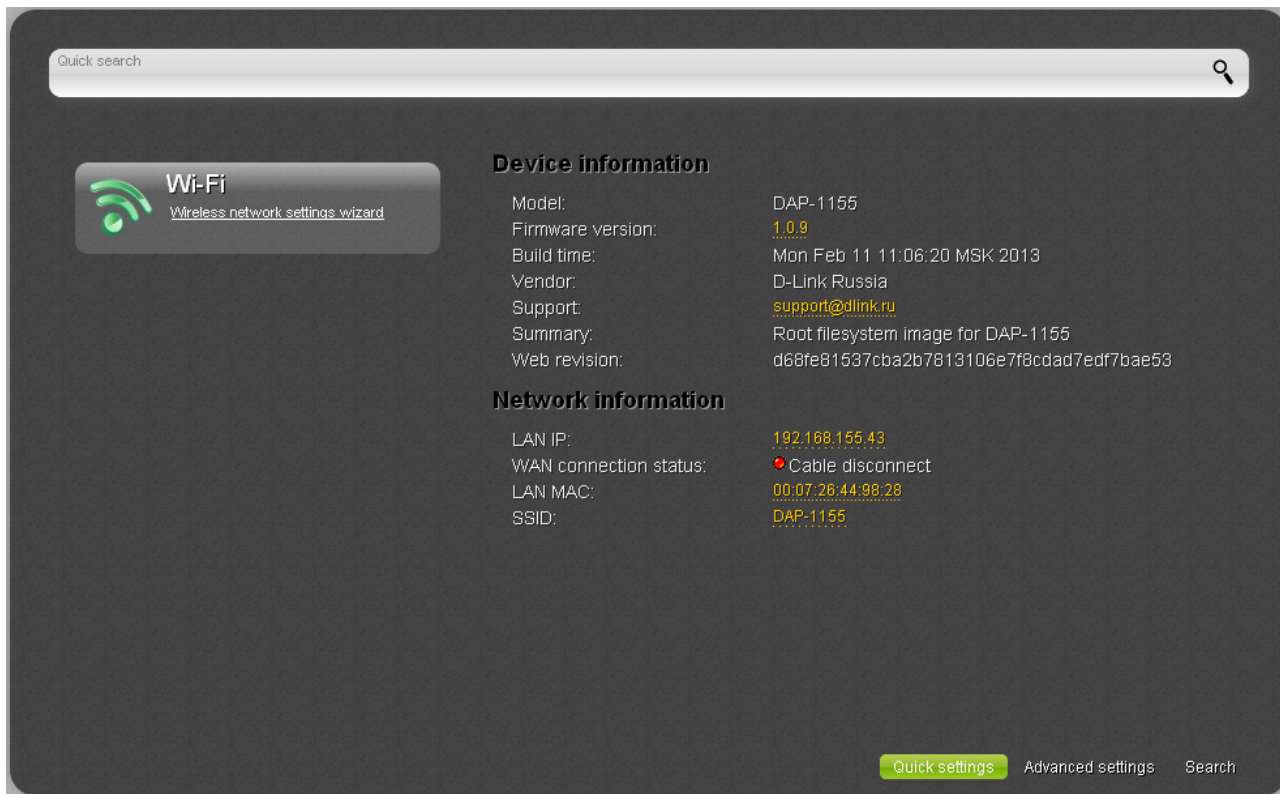 Quick search
Wi-Fi
Wireless network settings wizard
Device information
Model: DAP-1155
Firmware version: 1.0.9
Build time: Mon Feb 11 11:06:20 MSK 2013
Vendor: D-Link Russia
Support: support@dlink.ru
Summary: Root filesystem image for DAP-1155
Web revision: d68fe81537cba2b7813106e7f8cdad7edf7bae53
Network information
LAN IP: 192.168.155.43
WAN connection status: Cable disconnect
LAN MAC: 00:07:26:44:98:28
SSID: DAP-1155
Quick settings Advanced settings Search